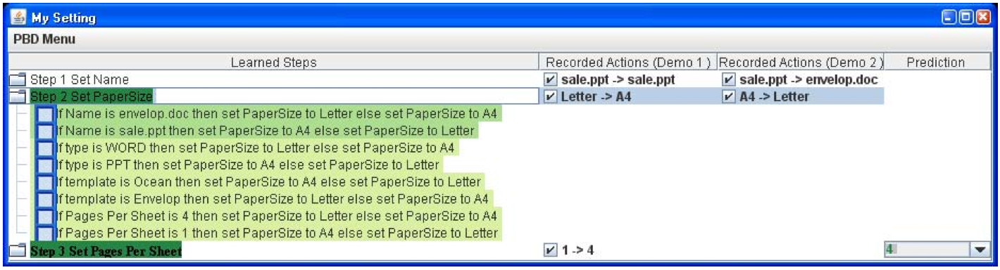 My Setting
PBD Menu
Learned Steps Recorded Actions (Demo 1 ) Recorded Actions (Demo 2 ) Prediction
Step 1 Set Name sale.ppt -> sale.ppt sale.ppt -> envelop.doc
Step 2 Set PaperSize Letter -> A4 A4 -> Letter
If Name is envelop.doc then set PaperSize to Letter else set PaperSize to A4
If Name is sale.ppt then set PaperSize to A4 else set PaperSize to Letter
If type is WORD then set PaperSize to Letter else set PaperSize to A4
If type is PPT then set PaperSize to A4 else set PaperSize to Letter
If template is Ocean then set PaperSize to A4 else set PaperSize to Letter
If template is Envelop then set PaperSize to Letter else set PaperSize to A4
If Pages Per Sheet is 4 then set PaperSize to Letter else set PaperSize to A4
If Pages Per Sheet is 1 then set PaperSize to A4 else set PaperSize to Letter
Step 3 Set Pages Per Sheet 1 -> 4 4